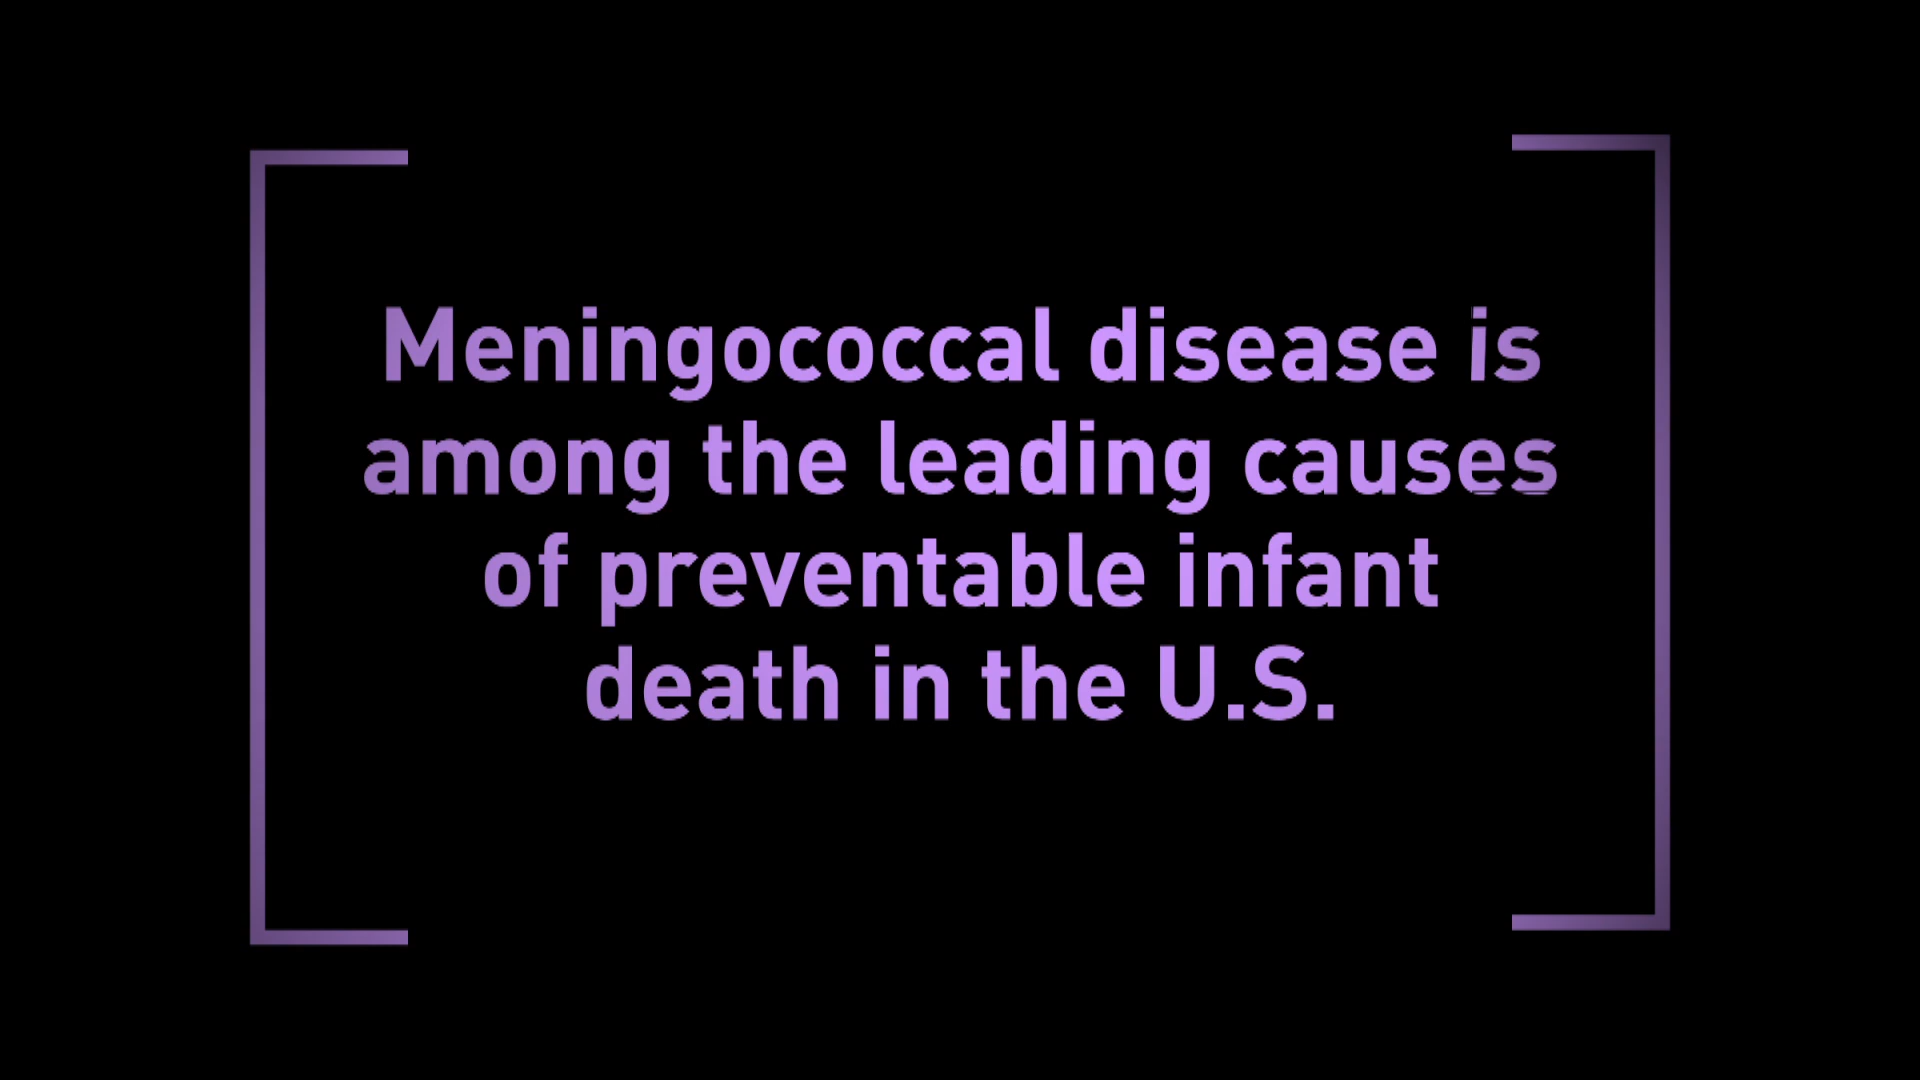 Meningococcal disease is
among the leading causes
of preventable infant
death in the U.S.